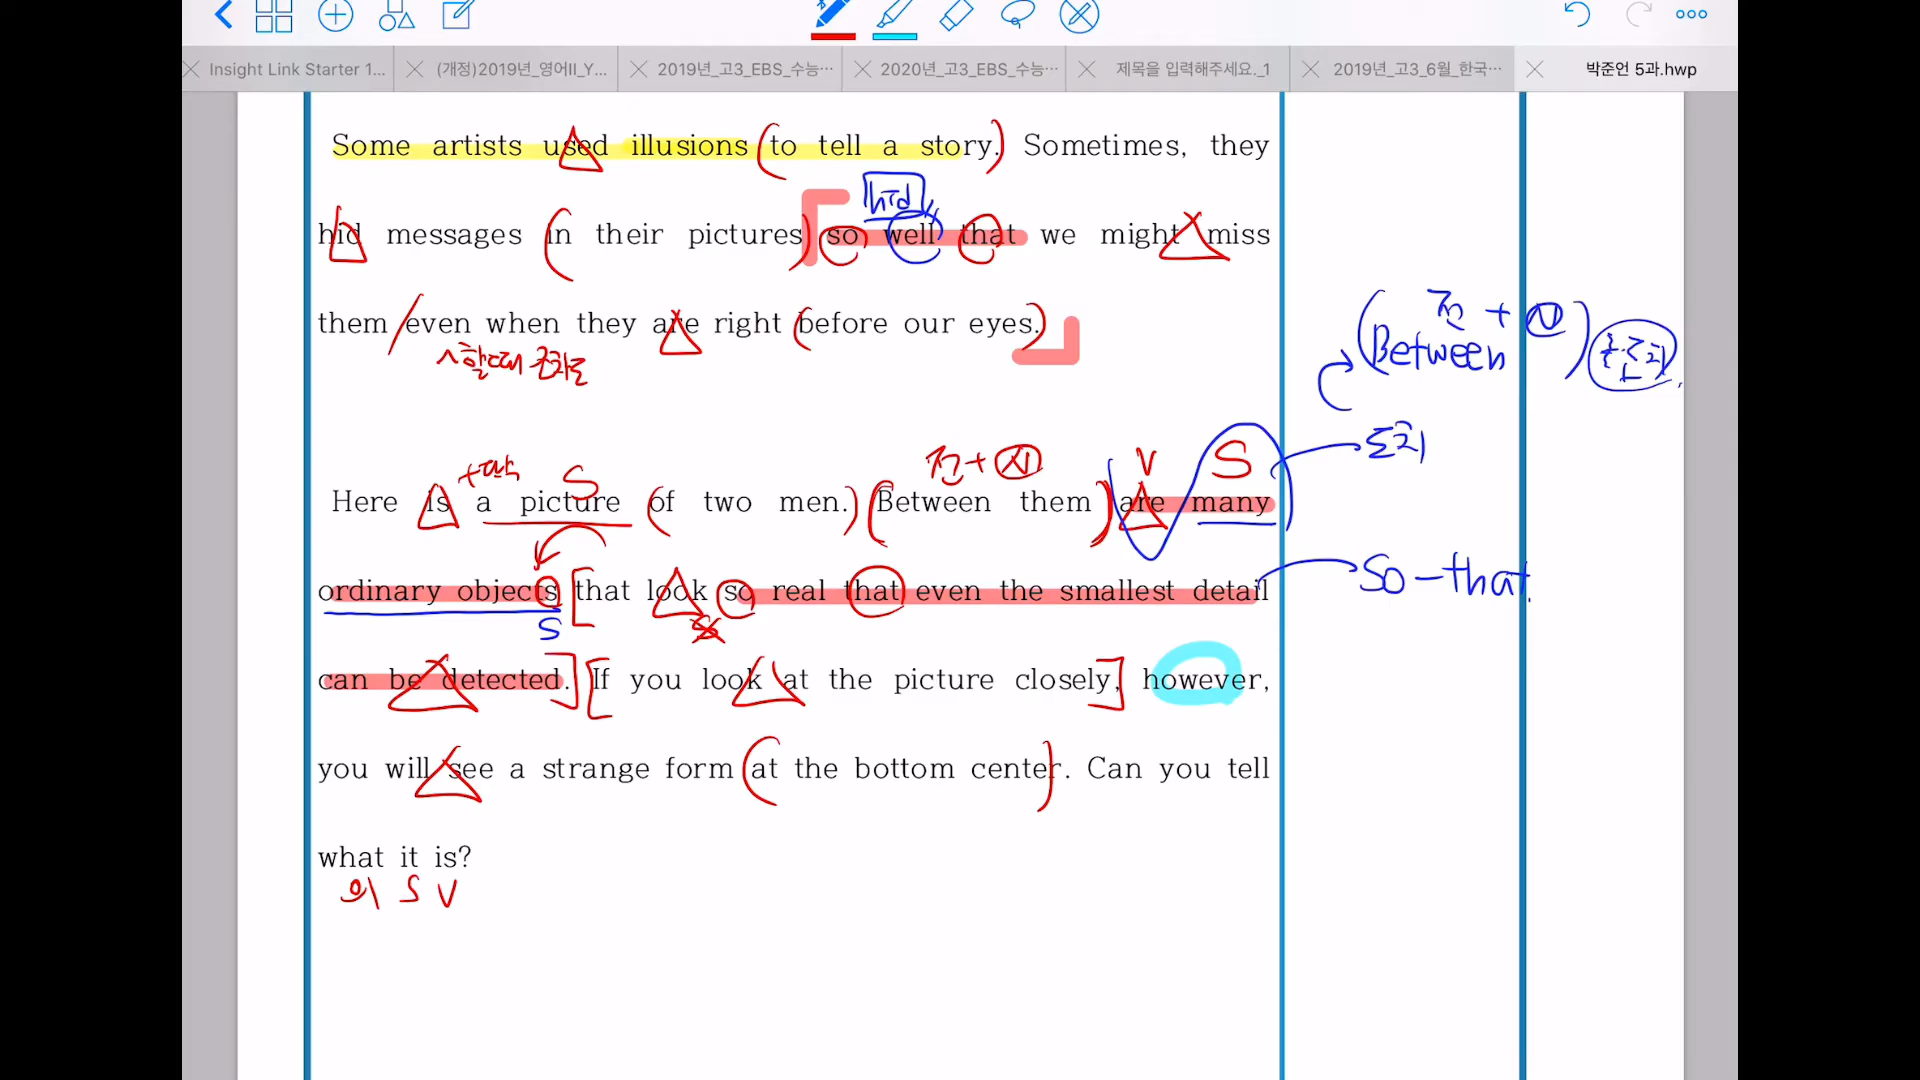 Insight Link Starter 1... (개정)2019년_영어II_Y... 2019년_고3_EBS_수능... 2020년_고3_EBS_수능... 제목을 입력해주세요._1 2019년_고3_6월_한국... 박준언 5과.hwp
Some artists used illusions (to tell a story.) Sometimes, they
hid
hid messages (in their pictures) so well that we might miss
them / even when they are right (before our eyes.)
전 +
Between
도치
S 전 + V S
Here is a picture (of two men.) (Between them) are many
ordinary objects [that look so real that even the smallest detail
so - that
S
can be detected.] [If you look at the picture closely,] however,
you will see a strange form (at the bottom center). Can you tell
what it is?
의 S V